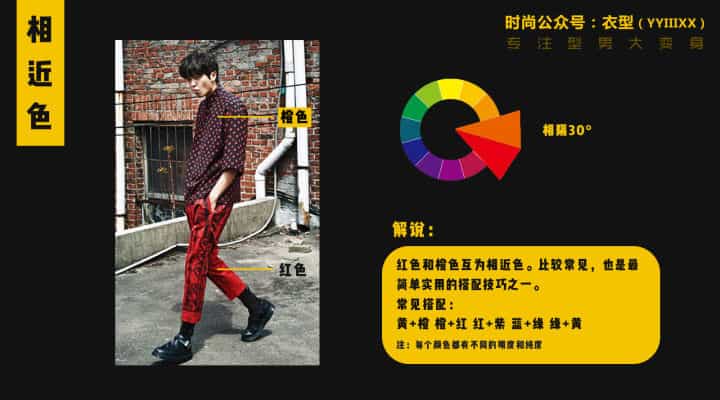 相近色
时尚公众号：衣型（YYIIIXX）
专注型男大变身
橙色
相隔30°
解说：
红色和橙色互为相近色。比较常见，也是最
简单实用的搭配技巧之一。
常见搭配：
黄+橙 橙+红 红+紫 蓝+绿 绿+黄
注：每个颜色都有不同的明度和纯度
红色